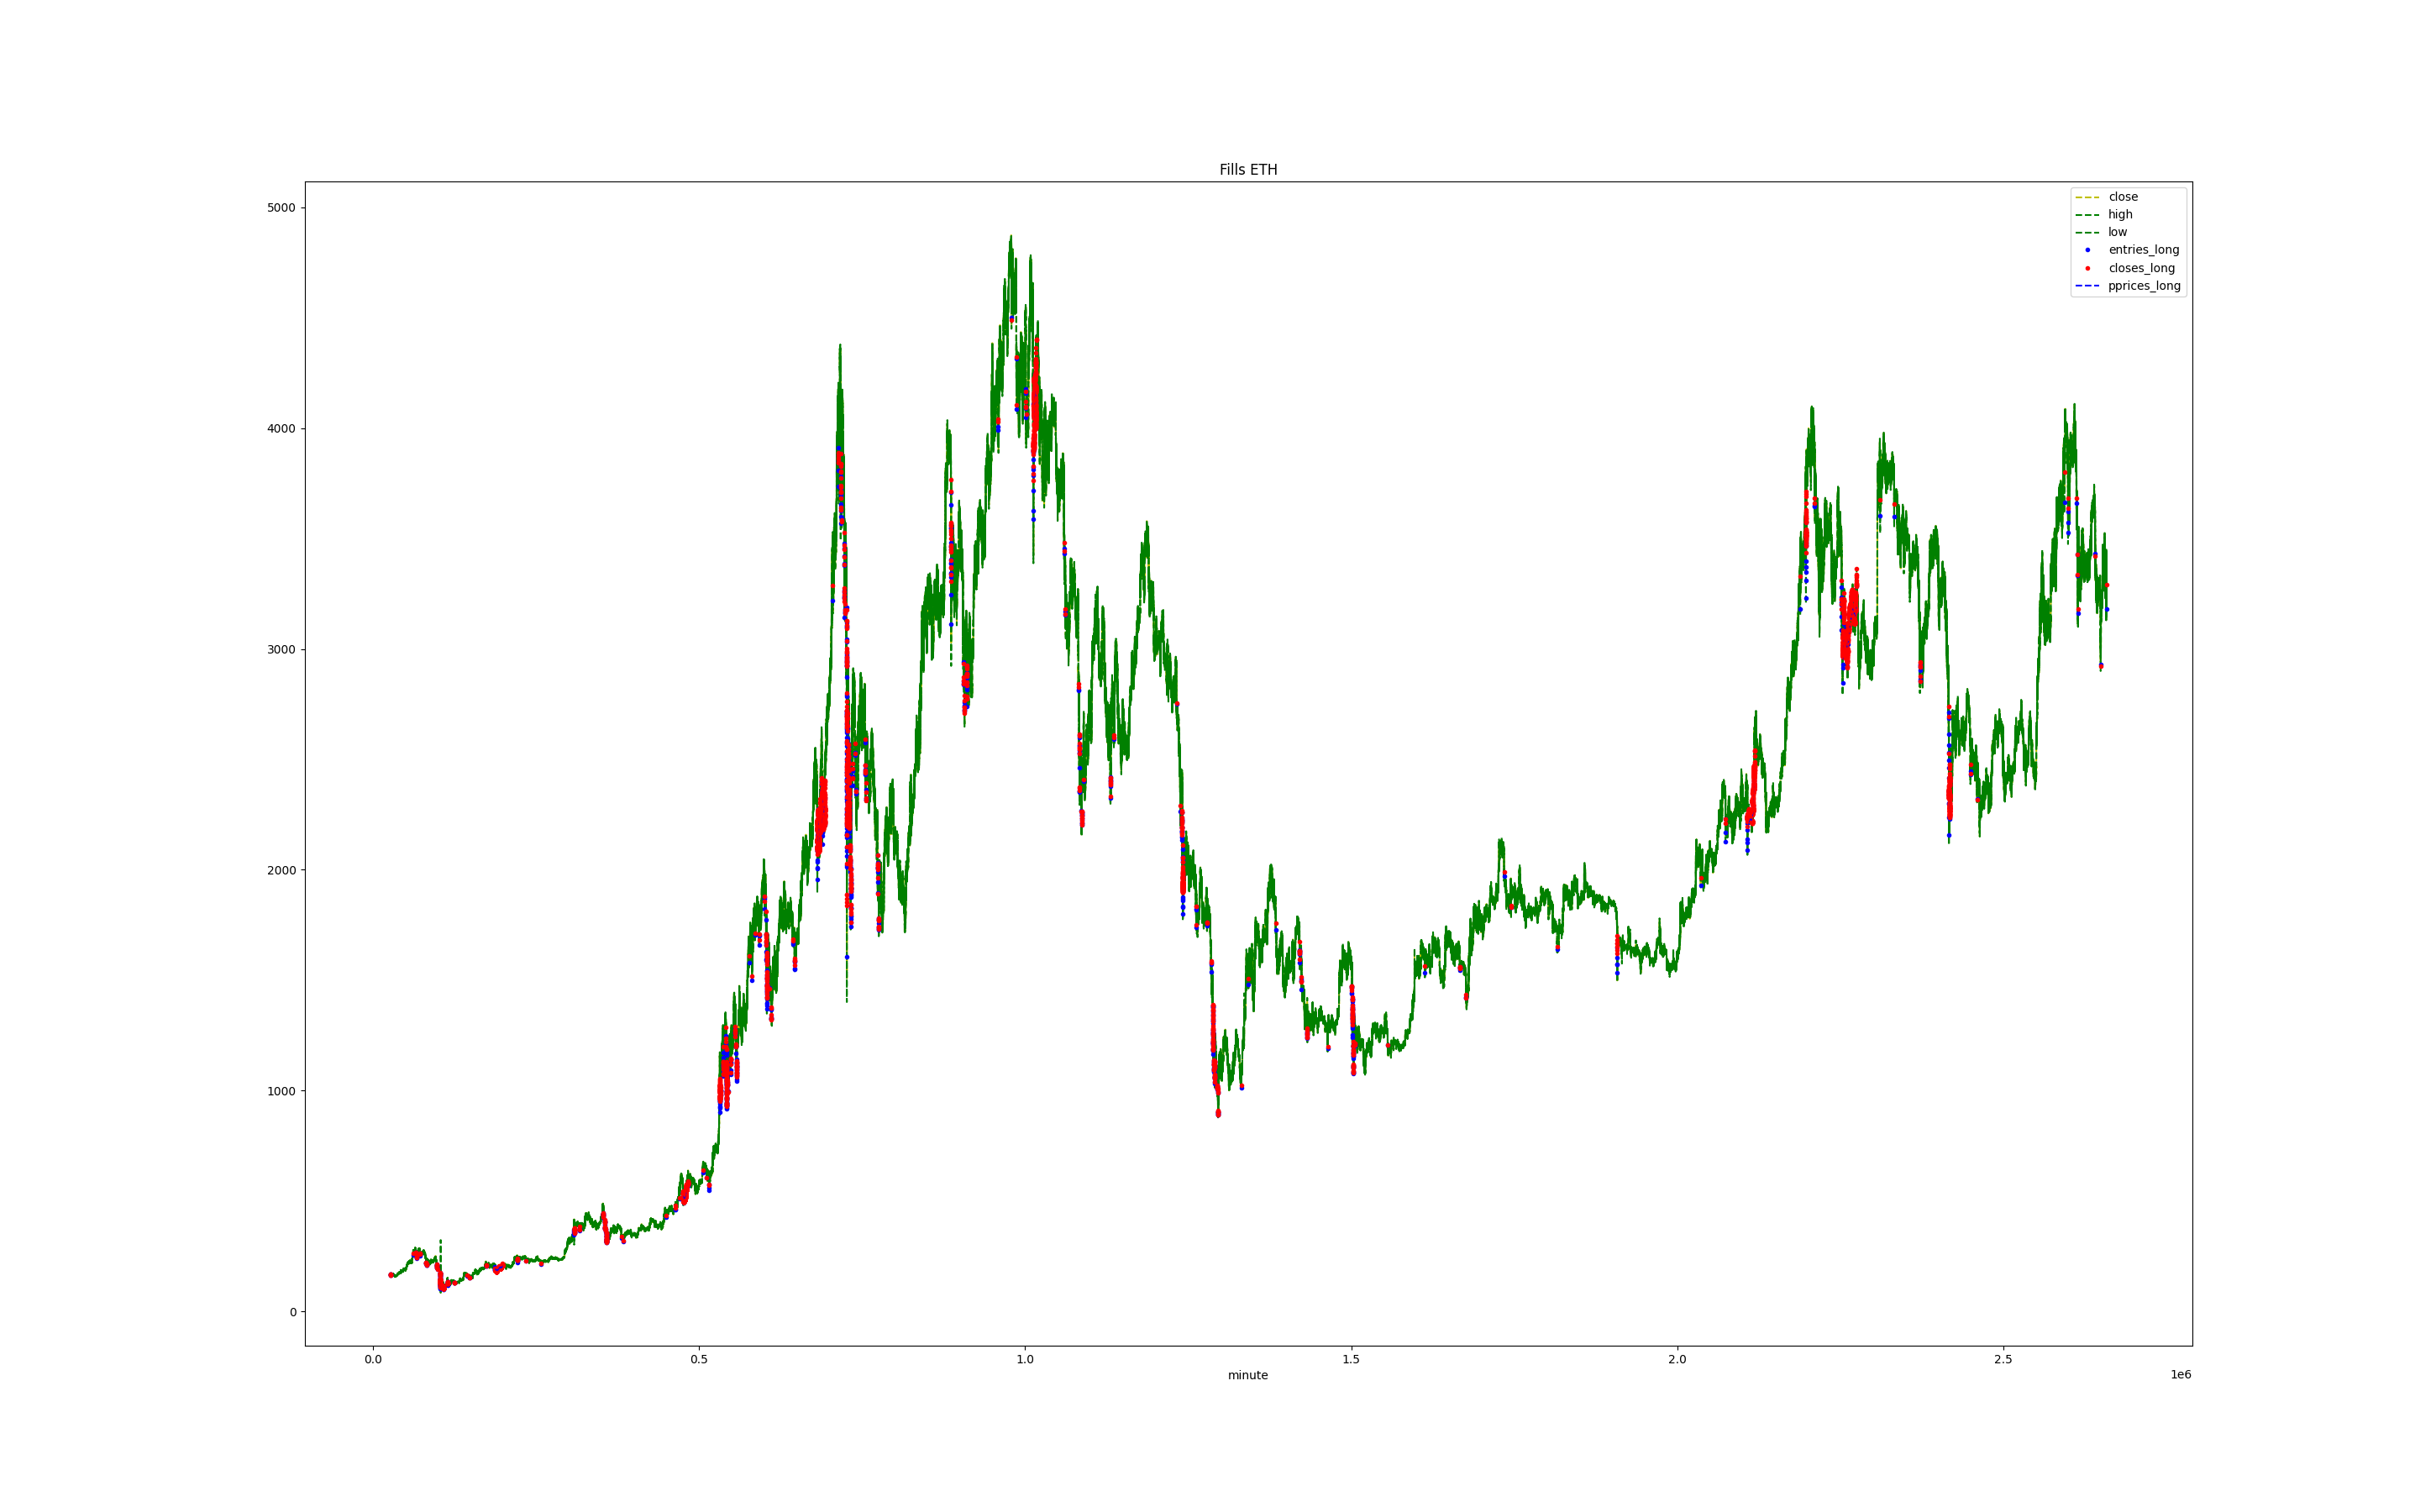 Fills ETH
5000
4000
3000
2000
1000
0
close
high
low
entries_long
closes_long
pprices_long
0.0 0.5 1.0 1.5 2.0 2.5
minute
1e6